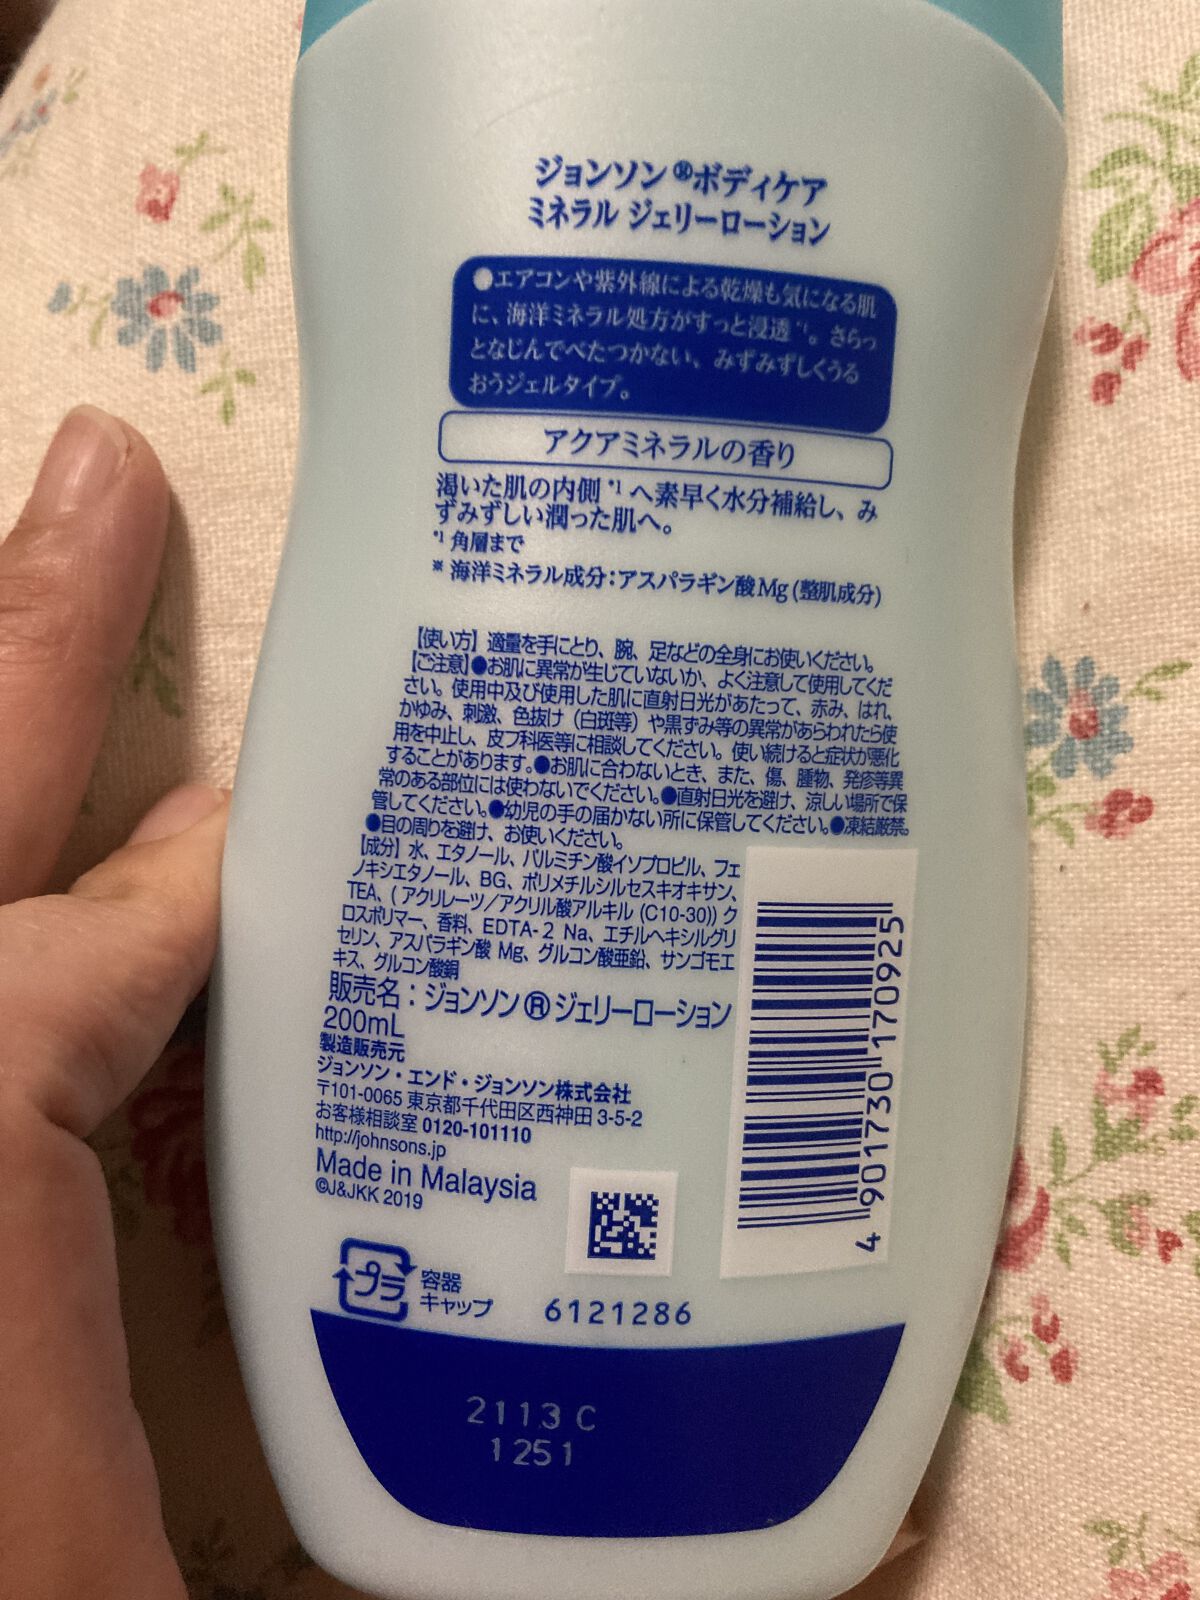 ジョンソン®ボディケア
ミネラル ジェリーローション
●エアコンや紫外線による乾燥も気になる肌
に、海洋ミネラル処方がすっと浸透*1。さらっ
となじんでべたつかない、みずみずしくうる
おうジェルタイプ。
アクアミネラルの香り
渇いた肌の内側*1へ素早く水分補給し、み
ずみずしい潤った肌へ。
*1 角層まで
※ 海洋ミネラル成分：アスパラギン酸Mg(整肌成分)
【使い方】適量を手にとり、腕、足などの全身にお使いください。
【ご注意】●お肌に異常が生じていないか、よく注意して使用してくだ
さい。使用中及び使用した肌に直射日光があたって、赤み、はれ、
かゆみ、刺激、色抜け（白斑等）や黒ずみ等の異常があらわれたら使
用を中止し、皮フ科医等に相談してください。使い続けると症状が悪化
することがあります。●お肌に合わないとき、また、傷、腫物、発疹等異
常のある部位には使わないでください。●直射日光を避け、涼しい場所で保
管してください。●幼児の手の届かない所に保管してください。●凍結厳禁。
●目の周りを避け、お使いください。
【成分】水、エタノール、パルミチン酸イソプロピル、フェ
ノキシエタノール、BG、ポリメチルシルセスキオキサン、
TEA、(アクリレーツ／アクリル酸アルキル (C10-30)) ク
ロスポリマー、香料、EDTA-2 Na、エチルヘキシルグリ
セリン、アスパラギン酸 Mg、グルコン酸亜鉛、サンゴモエ
キス、グルコン酸銅
販売名：ジョンソン®ジェリーローション
200mL
製造販売元
ジョンソン・エンド・ジョンソン株式会社
〒101-0065 東京都千代田区西神田 3-5-2
お客様相談室 0120-101110
http://johnsons.jp
Made in Malaysia
©J&JKK 2019
4 901730 170925
プラ
容器
キャップ
6121286
2113 C
1251